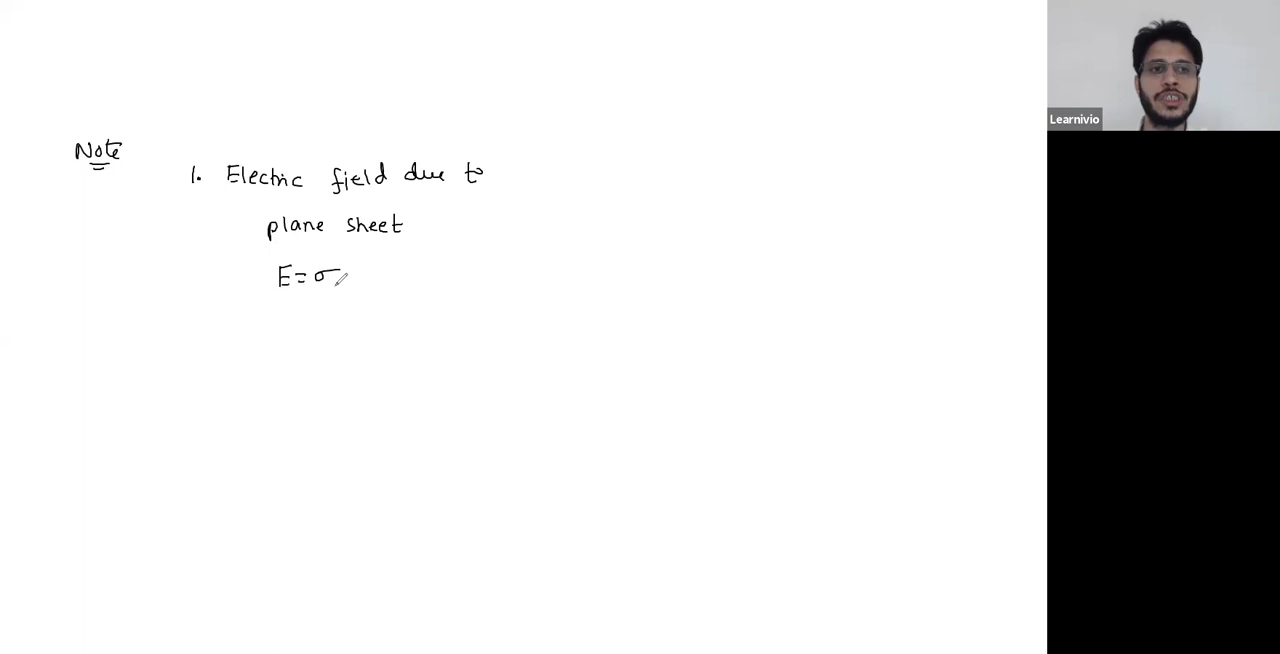 Note
1. Electric field due to
plane sheet
E=σ
Learnivio